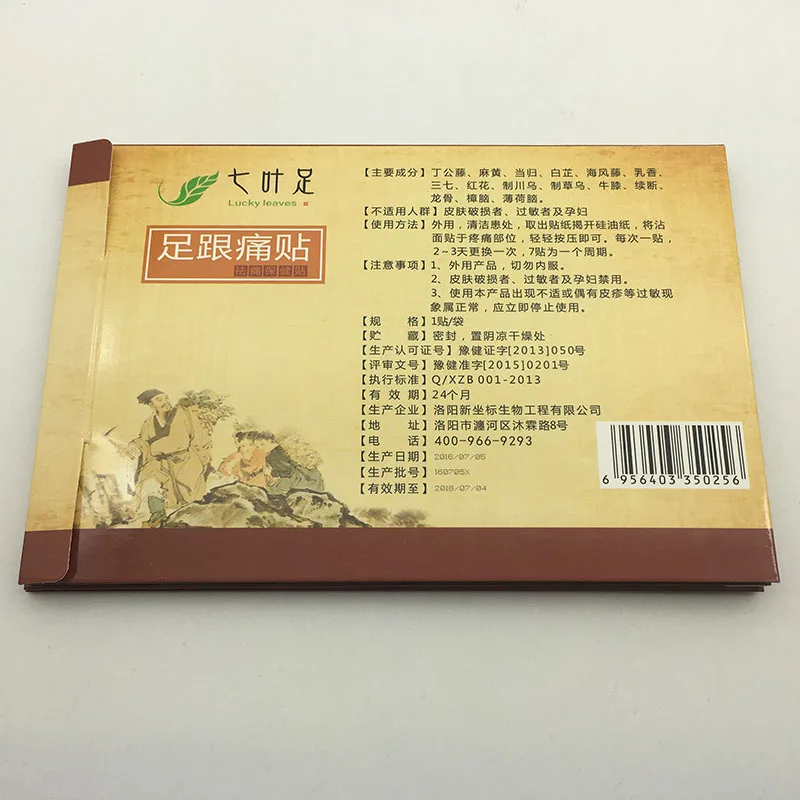 七叶足
Lucky leaves
足跟痛贴
祛痛保健贴
【主要成分】丁公藤、麻黄、当归、白芷、海风藤、乳香、
三七、红花、制川乌、制草乌、牛膝、续断、
龙骨、樟脑、薄荷脑。
【不适用人群】皮肤破损者、过敏者及孕妇
【使用方法】外用，清洁患处，取出贴纸揭开硅油纸，将沾
面贴于疼痛部位，轻轻按压即可。每次一贴，
2~3天更换一次，7贴为一个周期。
【注意事项】1、外用产品，切勿内服。
2、皮肤破损者、过敏者及孕妇禁用。
3、使用本产品出现不适或偶有皮疹等过敏现
象属正常，应立即停止使用。
【规 格】1贴/袋
【贮 藏】密封，置阴凉干燥处
【生产许可证号】豫健证字[2013]050号
【评审文号】豫健准字[2015]0201号
【执行标准】Q/XZB 001-2013
【有 效 期】24个月
【生产企业】洛阳新坐标生物工程有限公司
【地 址】洛阳市瀍河区沐霖路8号
【电 话】400-966-9293
【生产日期】2016/07/05
【生产批号】160705X
【有效期至】2018/07/04
6 956403 350256